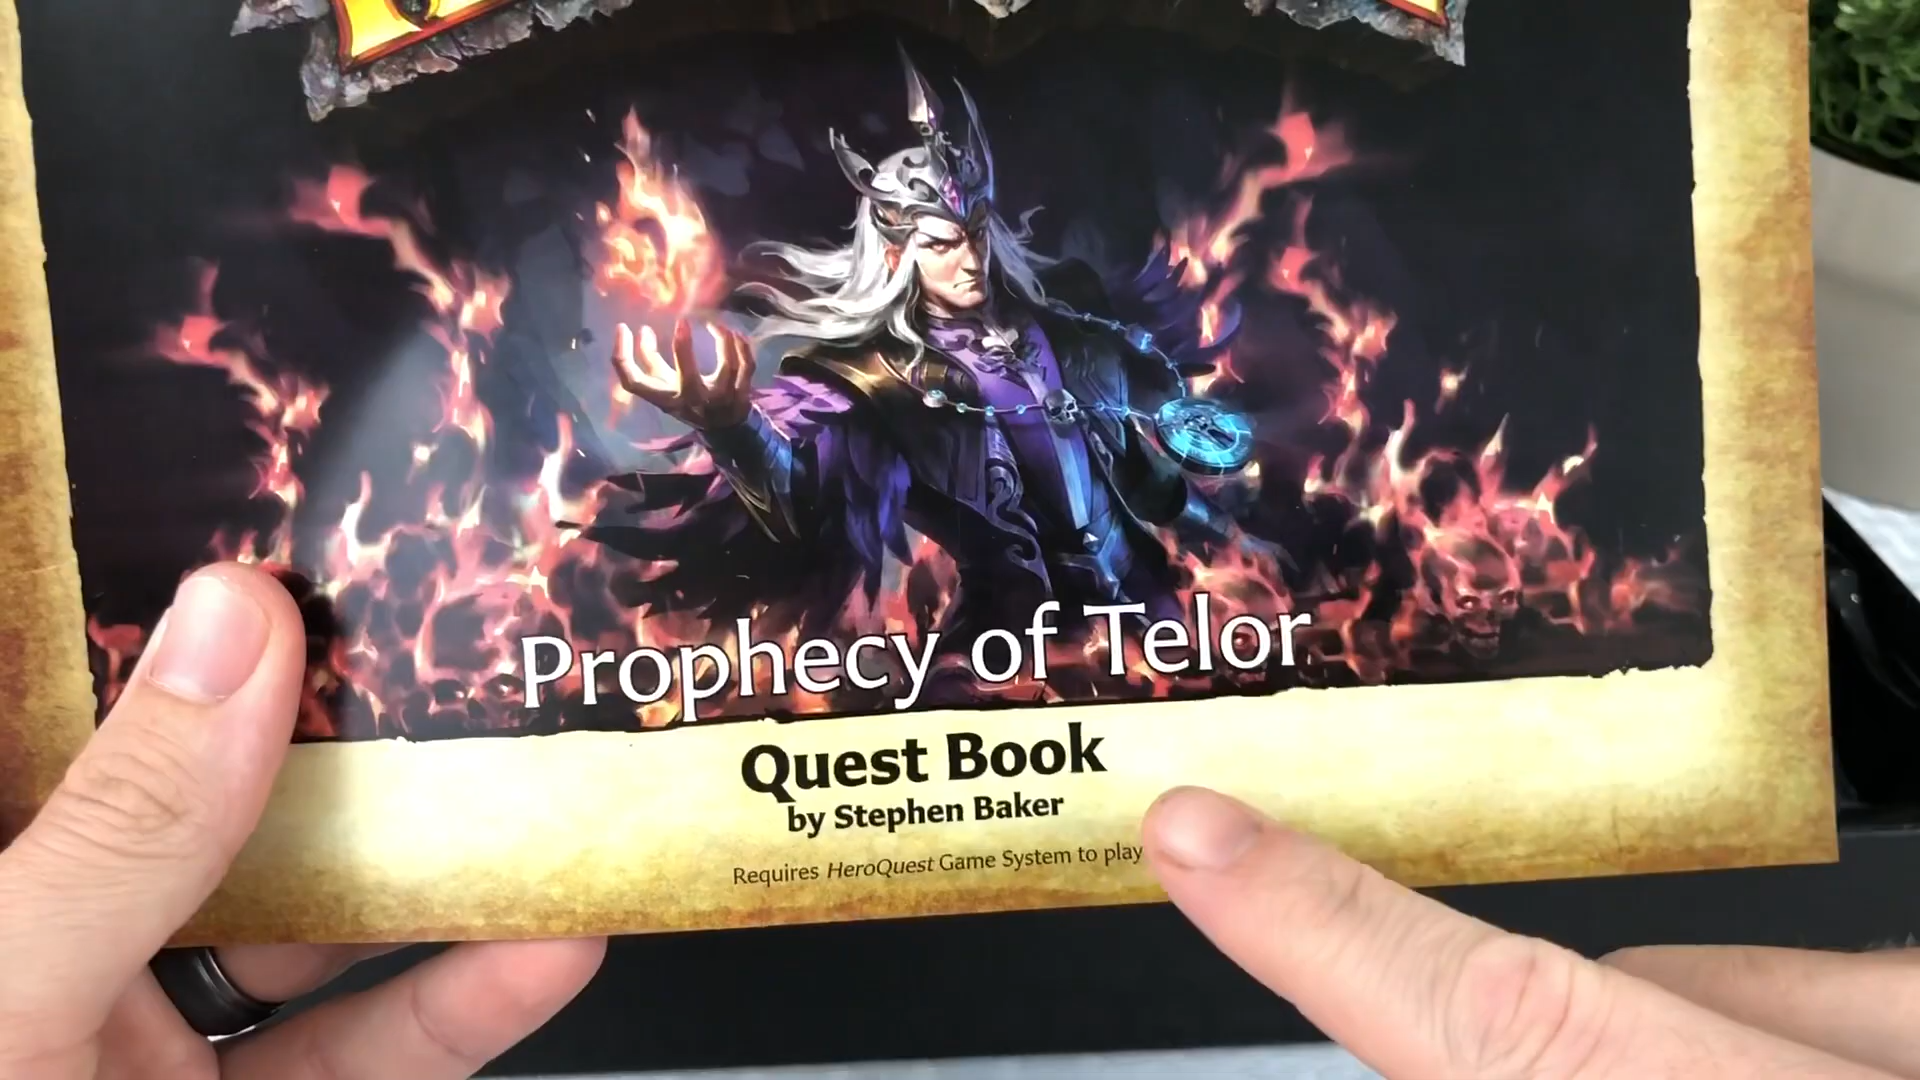 Prophecy of Telor
Quest Book
by Stephen Baker
Requires HeroQuest Game System to play